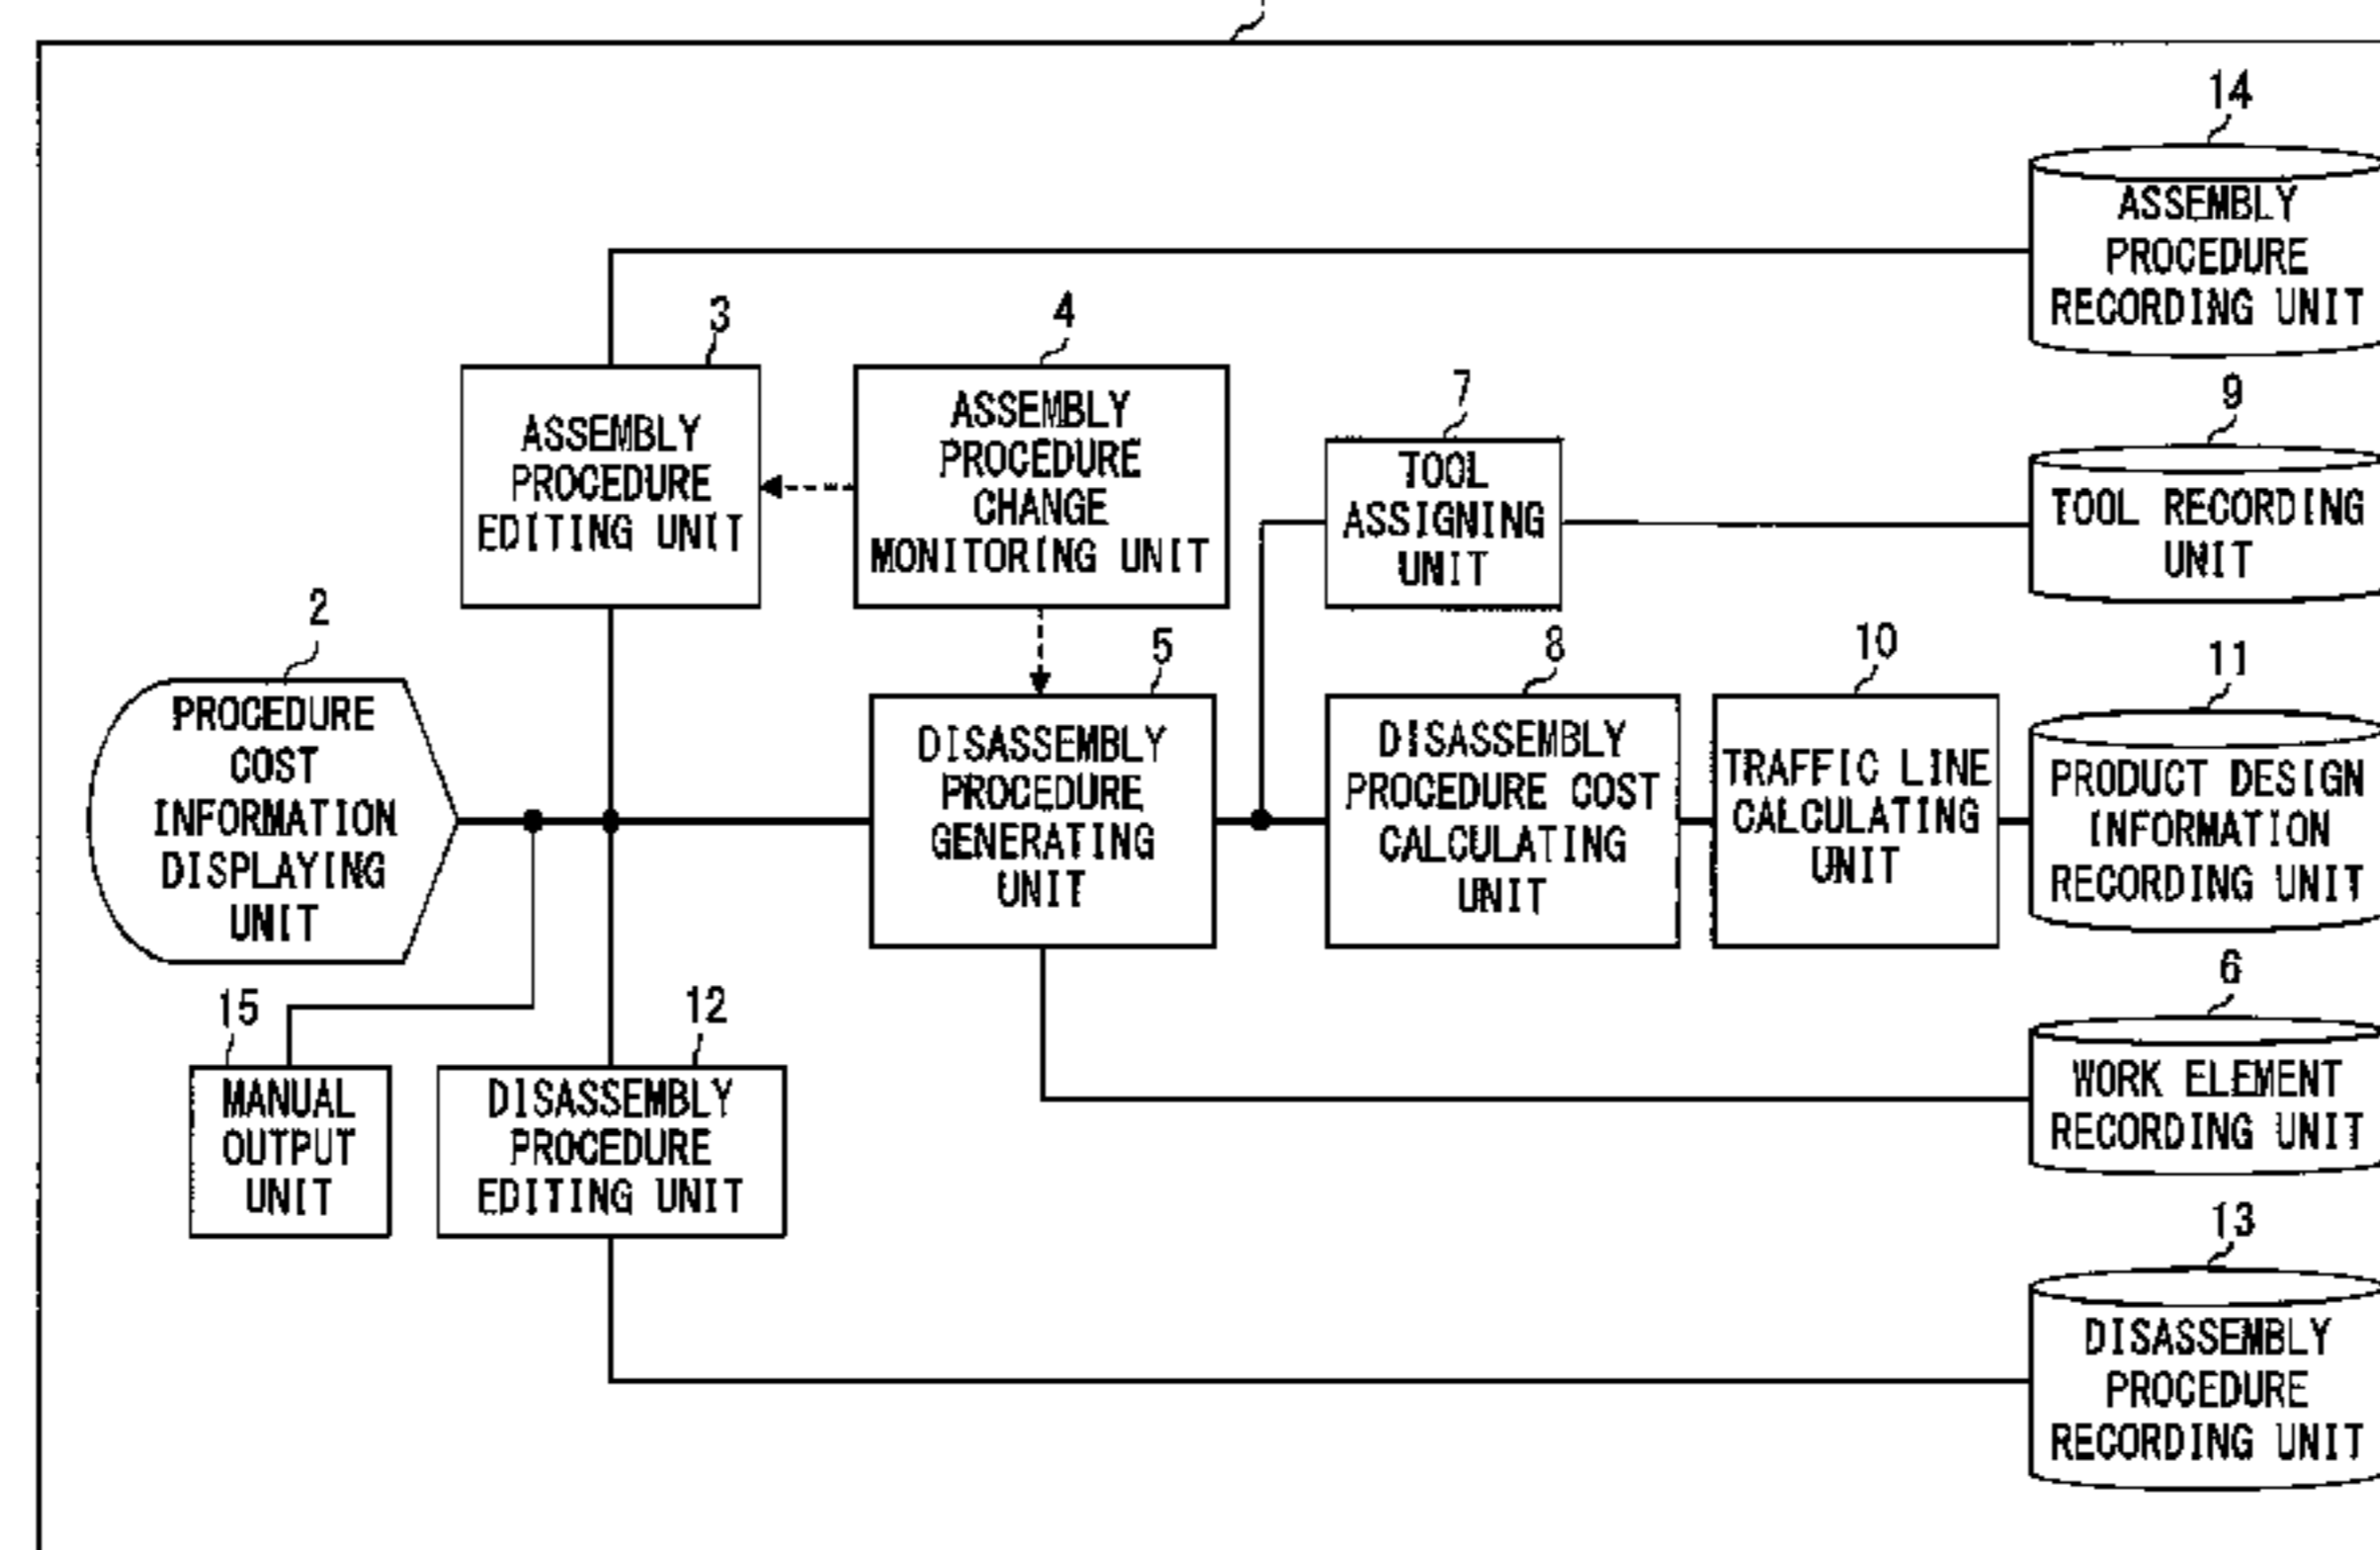 14
ASSEMBLY
PROCEDURE
RECORDING UNIT
3
ASSEMBLY
PROCEDURE
EDITING UNIT
4
ASSEMBLY
PROCEDURE
CHANGE
MONITORING UNIT
7
TOOL
ASSIGNING
UNIT
9
TOOL RECORDING
UNIT
2
PROCEDURE
COST
INFORMATION
DISPLAYING
UNIT
5
DISASSEMBLY
PROCEDURE
GENERATING
UNIT
8
DISASSEMBLY
PROCEDURE COST
CALCULATING
UNIT
10
TRAFFIC LINE
CALCULATING
UNIT
11
PRODUCT DESIGN
INFORMATION
RECORDING UNIT
15
MANUAL
OUTPUT
UNIT
12
DISASSEMBLY
PROCEDURE
EDITING UNIT
6
WORK ELEMENT
RECORDING UNIT
13
DISASSEMBLY
PROCEDURE
RECORDING UNIT